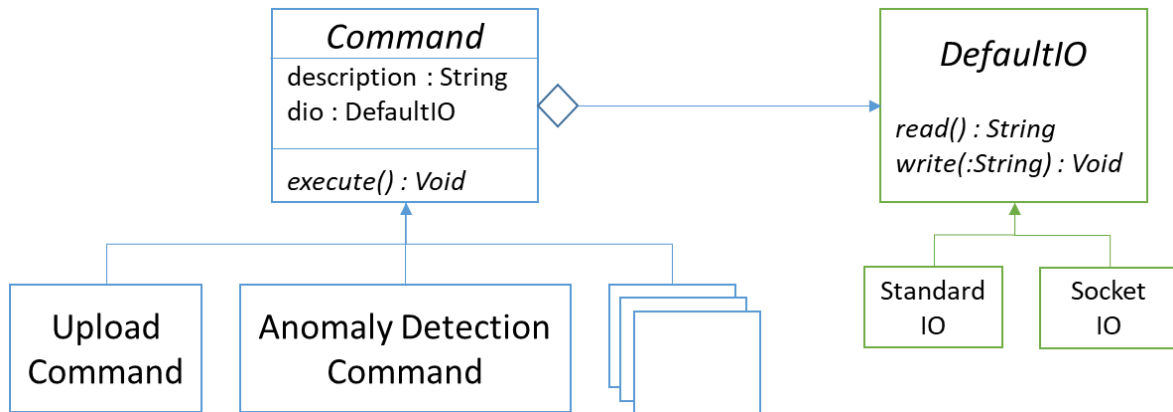 Command
description : String
dio : DefaultIO
execute() : Void
DefaultIO
read() : String
write(:String) : Void
Upload
Command
Anomaly Detection
Command
Standard
IO
Socket
IO